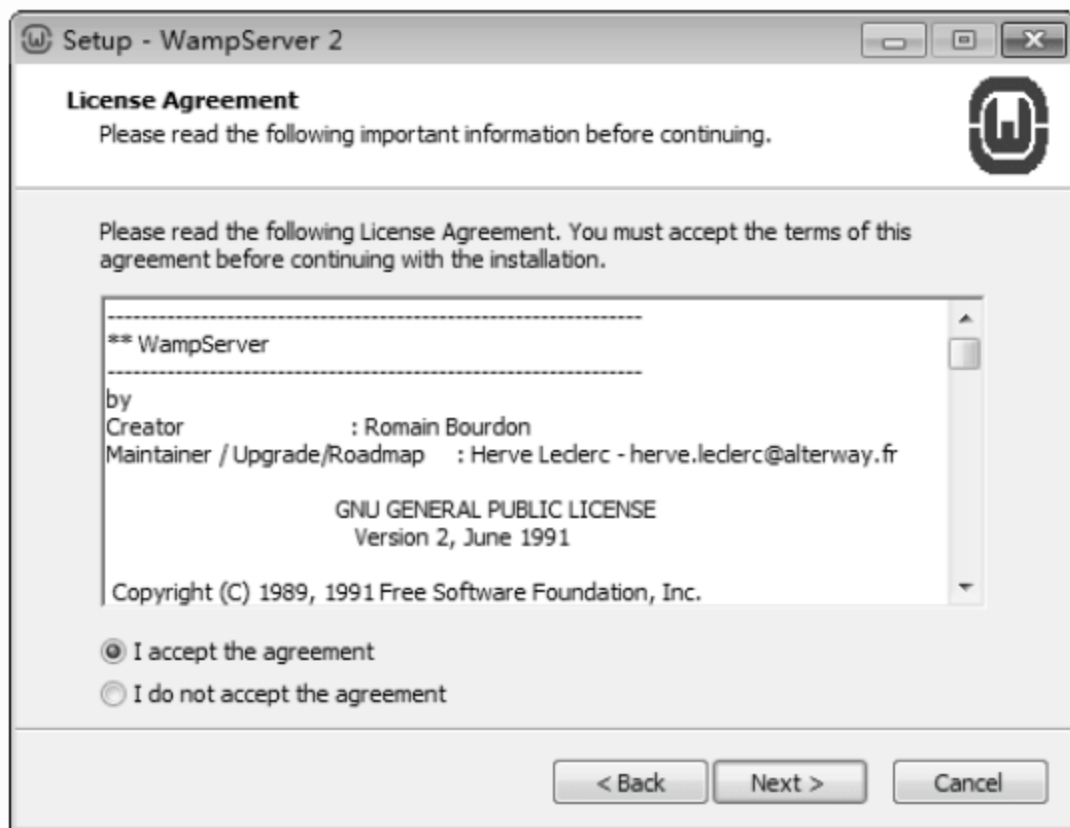 Setup - WampServer 2
License Agreement
Please read the following important information before continuing.
Please read the following License Agreement. You must accept the terms of this
agreement before continuing with the installation.
----------------------------------------------------------------
** WampServer
----------------------------------------------------------------
by
Creator : Romain Bourdon
Maintainer / Upgrade/Roadmap : Herve Leclerc - herve.leclerc@alterway.fr
GNU GENERAL PUBLIC LICENSE
Version 2, June 1991
Copyright (C) 1989, 1991 Free Software Foundation, Inc.
I accept the agreement
I do not accept the agreement
< Back Next > Cancel